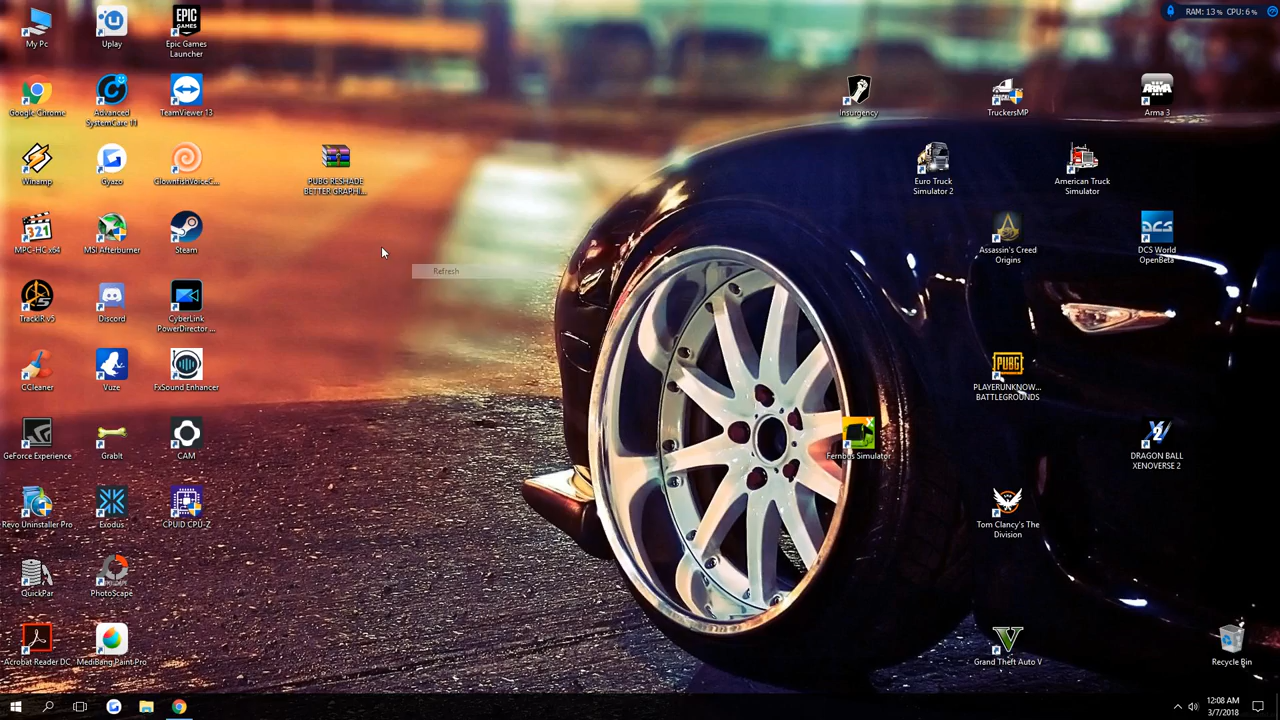 RAM: 13% CPU: 6%
My Pc
Uplay
EPIC
GAMES
Epic Games
Launcher
Google Chrome
Advanced
SystemCare 11
TeamViewer 13
Insurgency
TruckersMP
ARMA
Arma 3
Winamp
Gyazo
ClownfishVoiceC...
PUBG RESHADE
BETTER GRAPHI...
Euro Truck
Simulator 2
American Truck
Simulator
321
MPC-HC x64
MSI Afterburner
Steam
Assassin's Creed
Origins
DCS
DCS World
OpenBeta
Refresh
TrackIR v5
Discord
CyberLink
PowerDirector ...
CCleaner
Vuze
FxSound Enhancer
PUBG
PLAYERUNKNOW...
BATTLEGROUNDS
GeForce Experience
GrabIt
CAM
Fernbus Simulator
DRAGON BALL
XENOVERSE 2
Revo Uninstaller Pro
Exodus
CPUID CPU-Z
Tom Clancy's The
Division
QuickPar
PhotoScape
Acrobat Reader DC
MediBang Paint Pro
Grand Theft Auto V
Recycle Bin
12:08 AM
3/7/2018